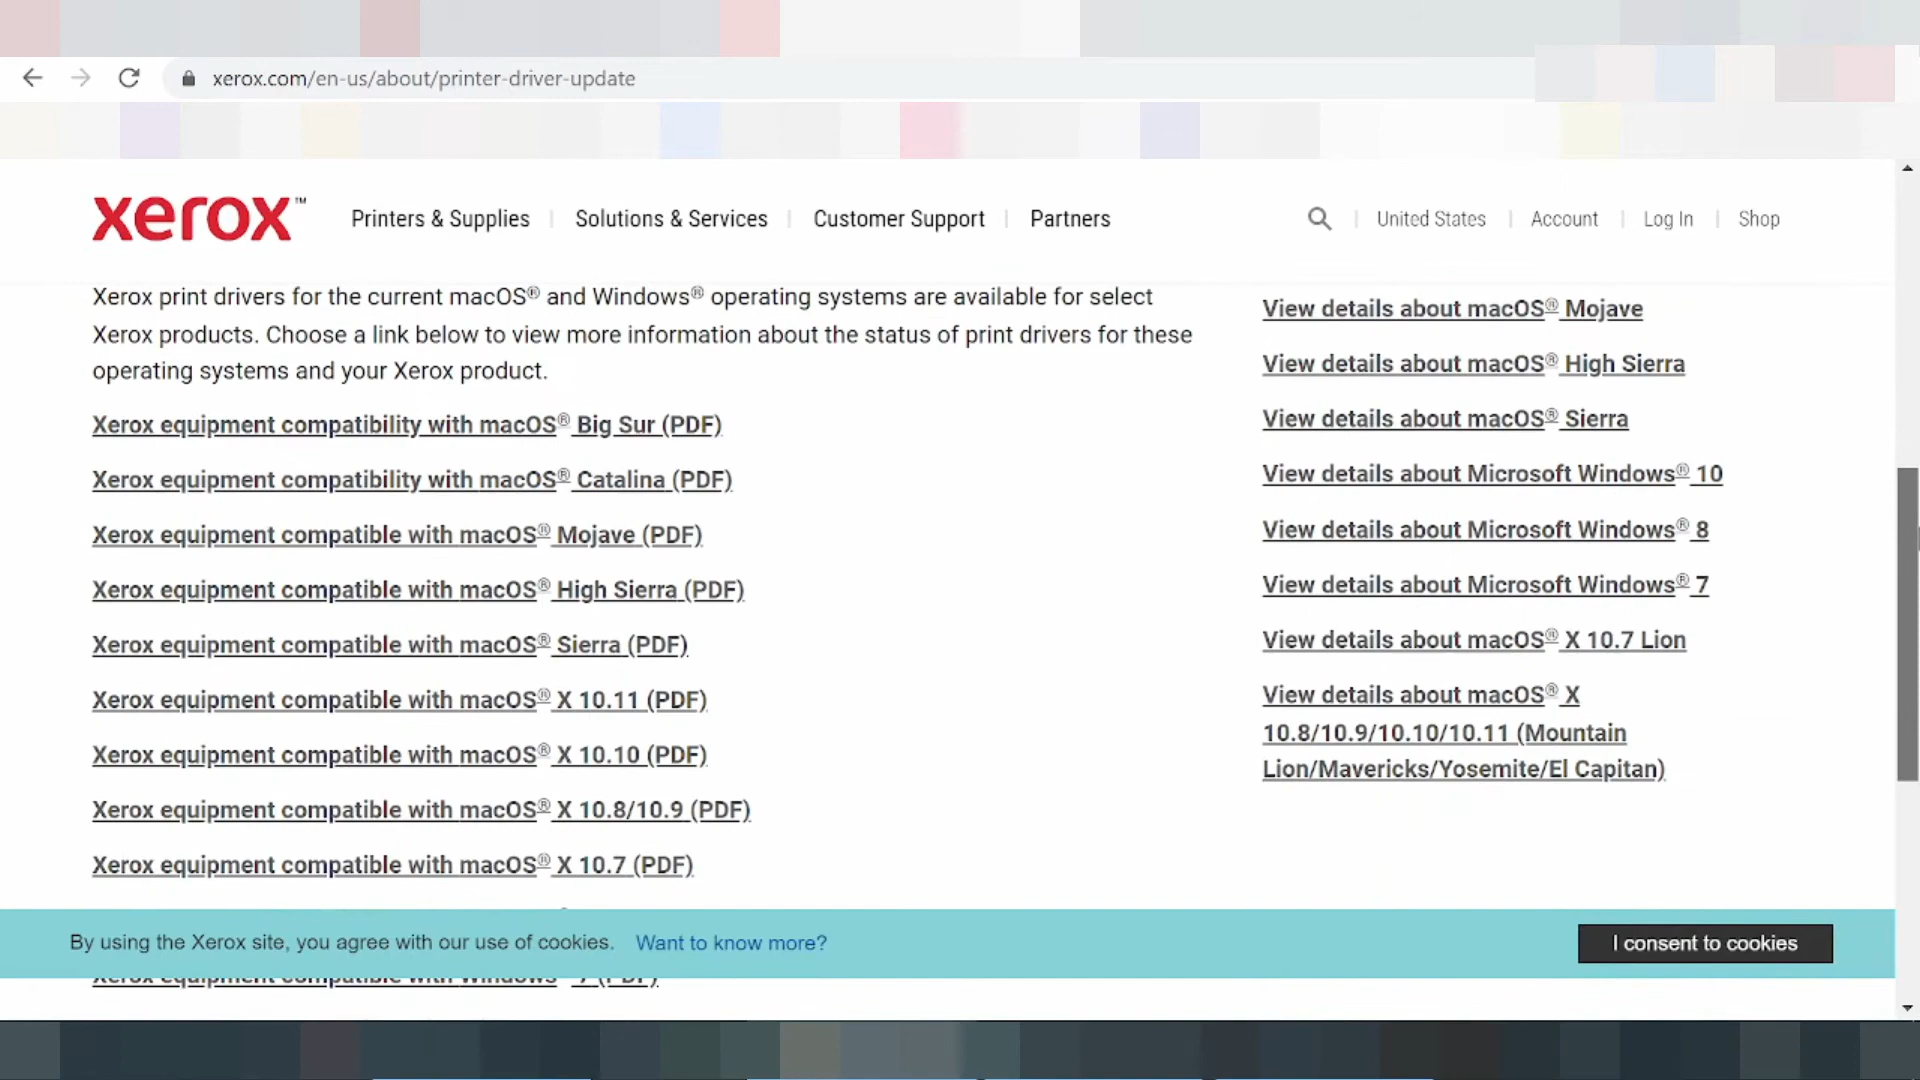 xerox.com/en-us/about/printer-driver-update
xerox™
Printers & Supplies
Solutions & Services
Customer Support
Partners
United States
Account
Log In
Shop
Xerox print drivers for the current macOS® and Windows® operating systems are available for select
Xerox products. Choose a link below to view more information about the status of print drivers for these
operating systems and your Xerox product.
Xerox equipment compatibility with macOS® Big Sur (PDF)
Xerox equipment compatibility with macOS® Catalina (PDF)
Xerox equipment compatible with macOS® Mojave (PDF)
Xerox equipment compatible with macOS® High Sierra (PDF)
Xerox equipment compatible with macOS® Sierra (PDF)
Xerox equipment compatible with macOS® X 10.11 (PDF)
Xerox equipment compatible with macOS® X 10.10 (PDF)
Xerox equipment compatible with macOS® X 10.8/10.9 (PDF)
Xerox equipment compatible with macOS® X 10.7 (PDF)
View details about macOS® Mojave
View details about macOS® High Sierra
View details about macOS® Sierra
View details about Microsoft Windows® 10
View details about Microsoft Windows® 8
View details about Microsoft Windows® 7
View details about macOS® X 10.7 Lion
View details about macOS® X
10.8/10.9/10.10/10.11 (Mountain
Lion/Mavericks/Yosemite/El Capitan)
By using the Xerox site, you agree with our use of cookies. Want to know more?
I consent to cookies
Xerox equipment compatible with Windows 7 (PDF)